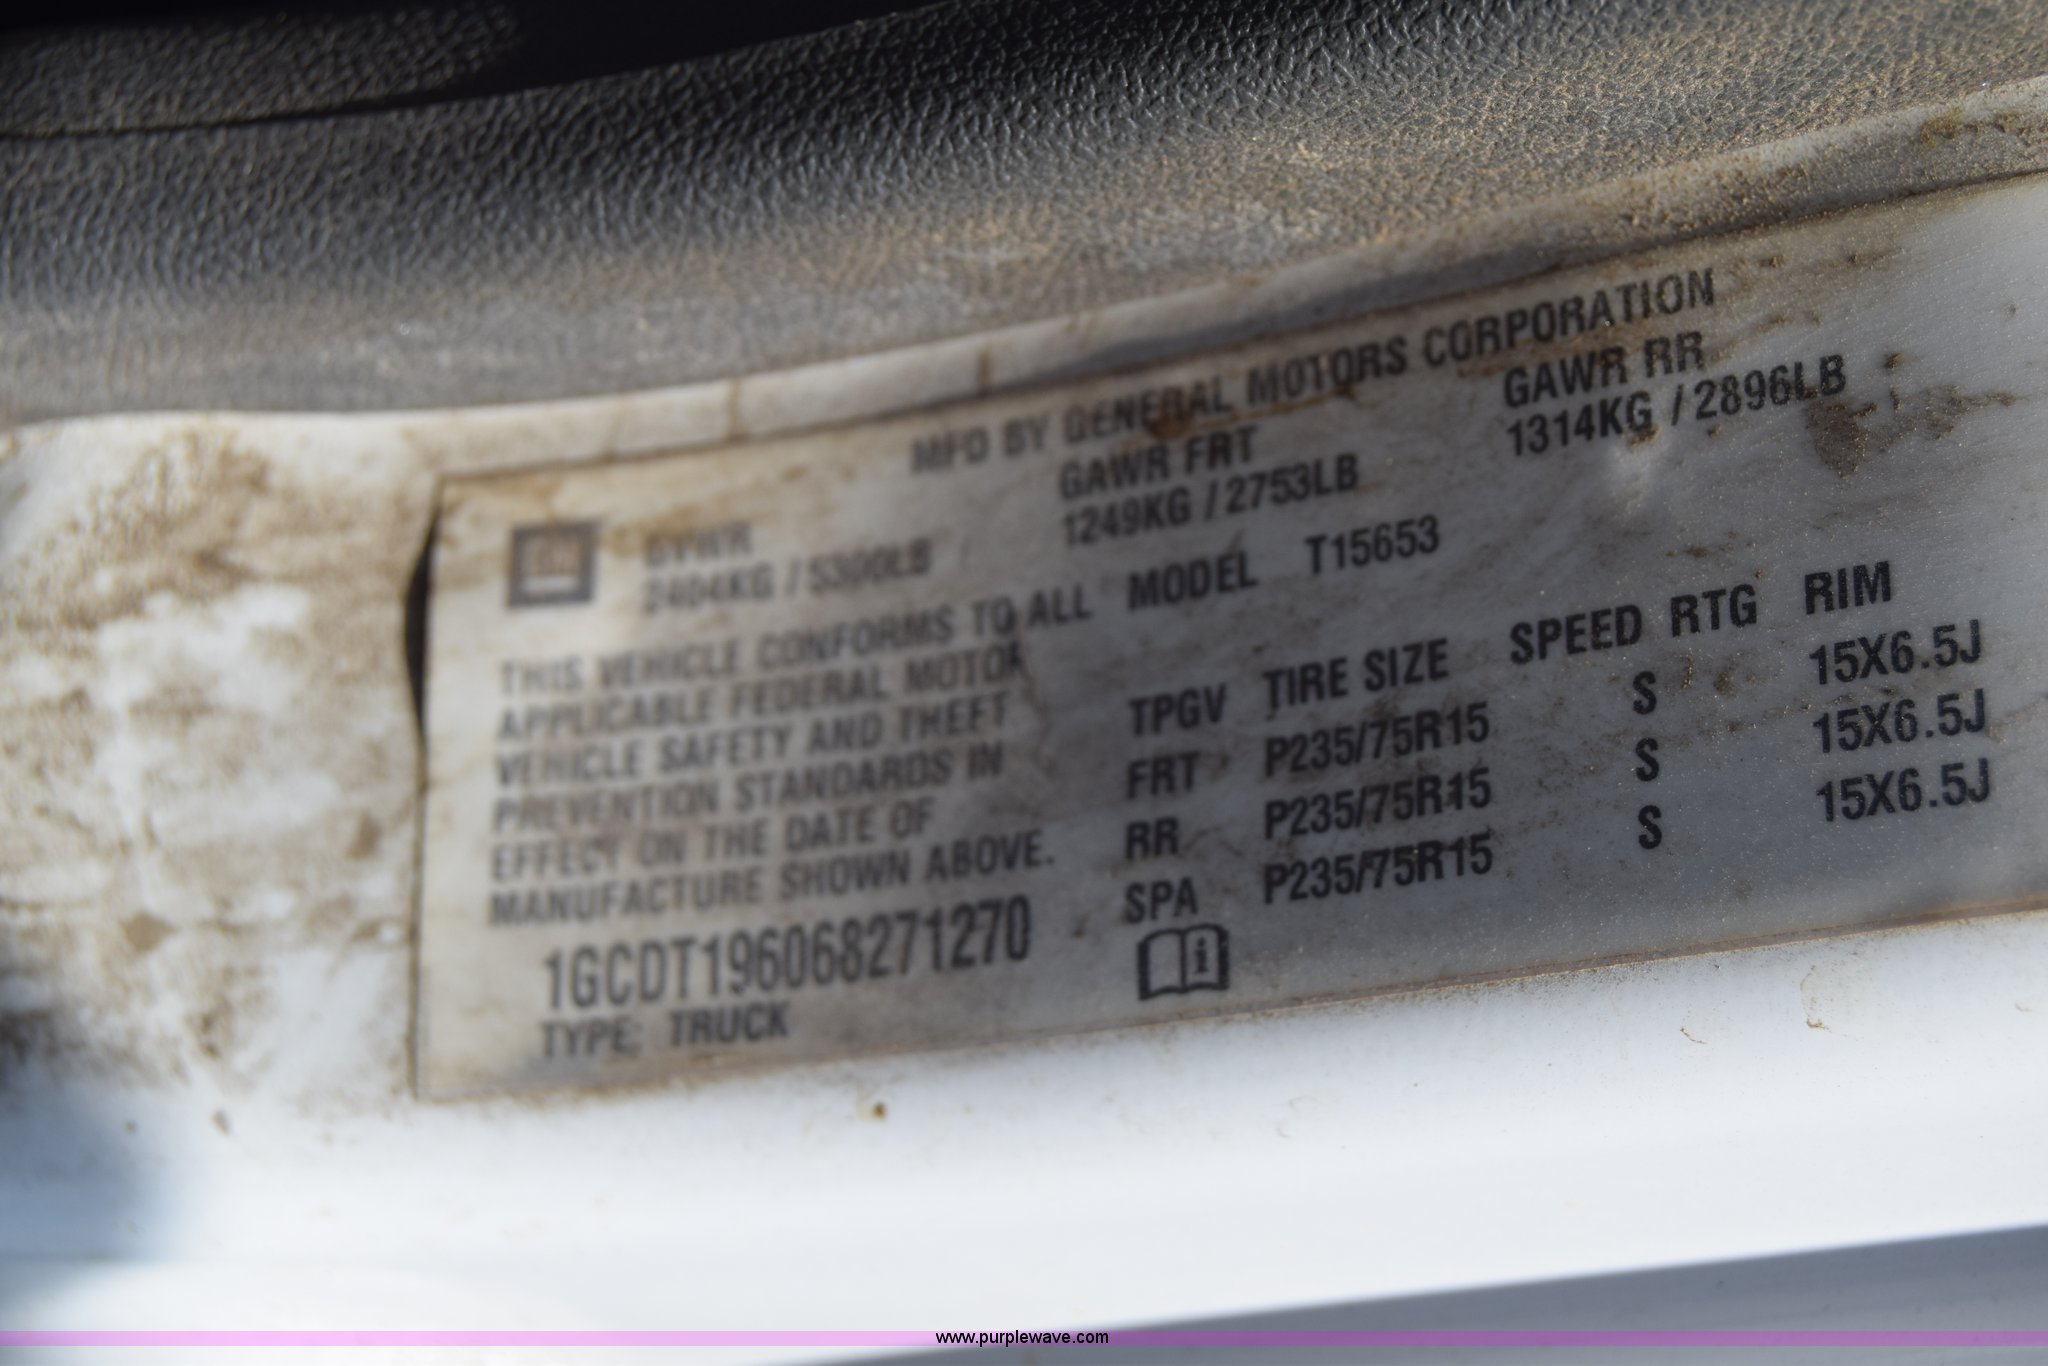 MFD BY GENERAL MOTORS CORPORATION
GVWR GAWR FRT GAWR RR
2404KG / 5300LB 1249KG / 2753LB 1314KG / 2896LB
THIS VEHICLE CONFORMS TO ALL MODEL T15653
APPLICABLE FEDERAL MOTOR
VEHICLE SAFETY AND THEFT
PREVENTION STANDARDS IN
EFFECT ON THE DATE OF
MANUFACTURE SHOWN ABOVE.
1GCDT196068271270
TYPE: TRUCK
TPGV TIRE SIZE SPEED RTG RIM
FRT P235/75R15 S 15X6.5J
RR P235/75R15 S 15X6.5J
SPA P235/75R15 S 15X6.5J
www.purplewave.com